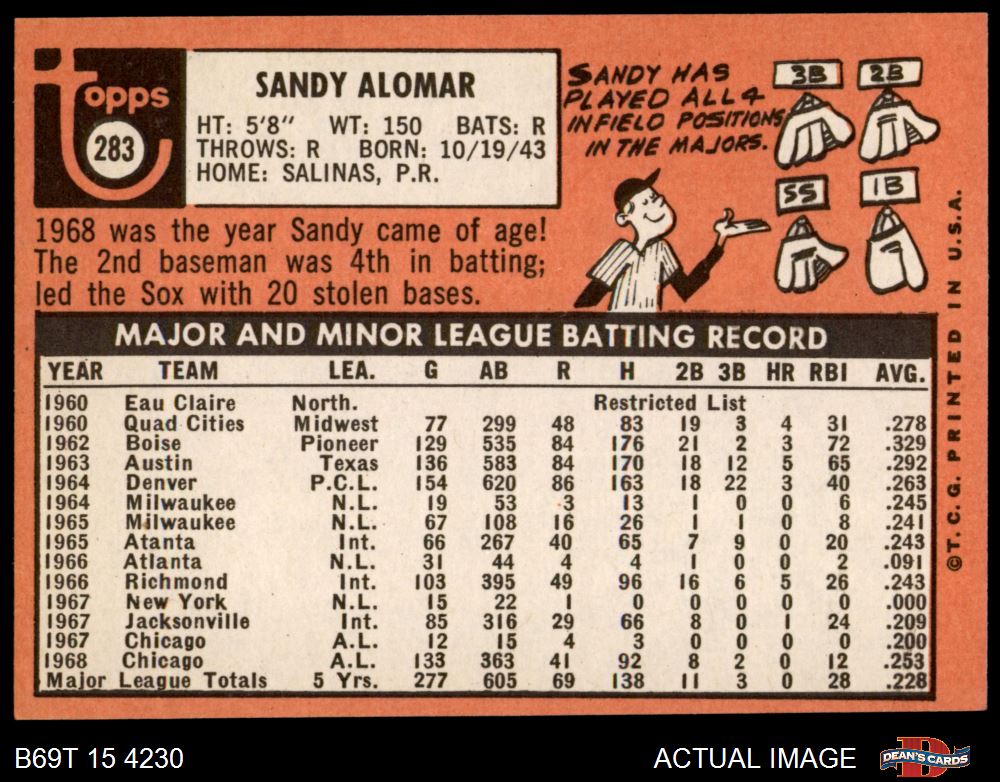 Topps
283
SANDY ALOMAR
HT: 5'8" WT: 150 BATS: R
THROWS: R BORN: 10/19/43
HOME: SALINAS, P.R.
SANDY HAS
PLAYED ALL 4
INFIELD POSITIONS
IN THE MAJORS.
3B 2B
SS 1B
1968 was the year Sandy came of age!
The 2nd baseman was 4th in batting;
led the Sox with 20 stolen bases.
MAJOR AND MINOR LEAGUE BATTING RECORD
YEAR TEAM LEA. G AB R H 2B 3B HR RBI AVG.
1960 Eau Claire North. Restricted List
1960 Quad Cities Midwest 77 299 48 83 19 3 4 31 .278
1962 Boise Pioneer 129 535 84 176 21 2 3 72 .329
1963 Austin Texas 136 583 84 170 18 12 5 65 .292
1964 Denver P.C.L. 154 620 86 163 18 22 3 40 .263
1964 Milwaukee N.L. 19 53 3 13 1 0 0 6 .245
1965 Milwaukee N.L. 67 108 16 26 1 1 0 8 .241
1965 Atanta Int. 66 267 40 65 7 9 0 20 .243
1966 Atlanta N.L. 31 44 4 4 1 0 0 2 .091
1966 Richmond Int. 103 395 49 96 16 6 5 26 .243
1967 New York N.L. 15 22 1 0 0 0 0 0 .000
1967 Jacksonville Int. 85 316 29 66 8 0 1 24 .209
1967 Chicago A.L. 12 15 4 3 0 0 0 0 .200
1968 Chicago A.L. 133 363 41 92 8 2 0 12 .253
Major League Totals 5 Yrs. 277 605 69 138 11 3 0 28 .228
©T.C.G. PRINTED IN U.S.A.
B69T 15 4230
ACTUAL IMAGE
DEAN'S CARDS